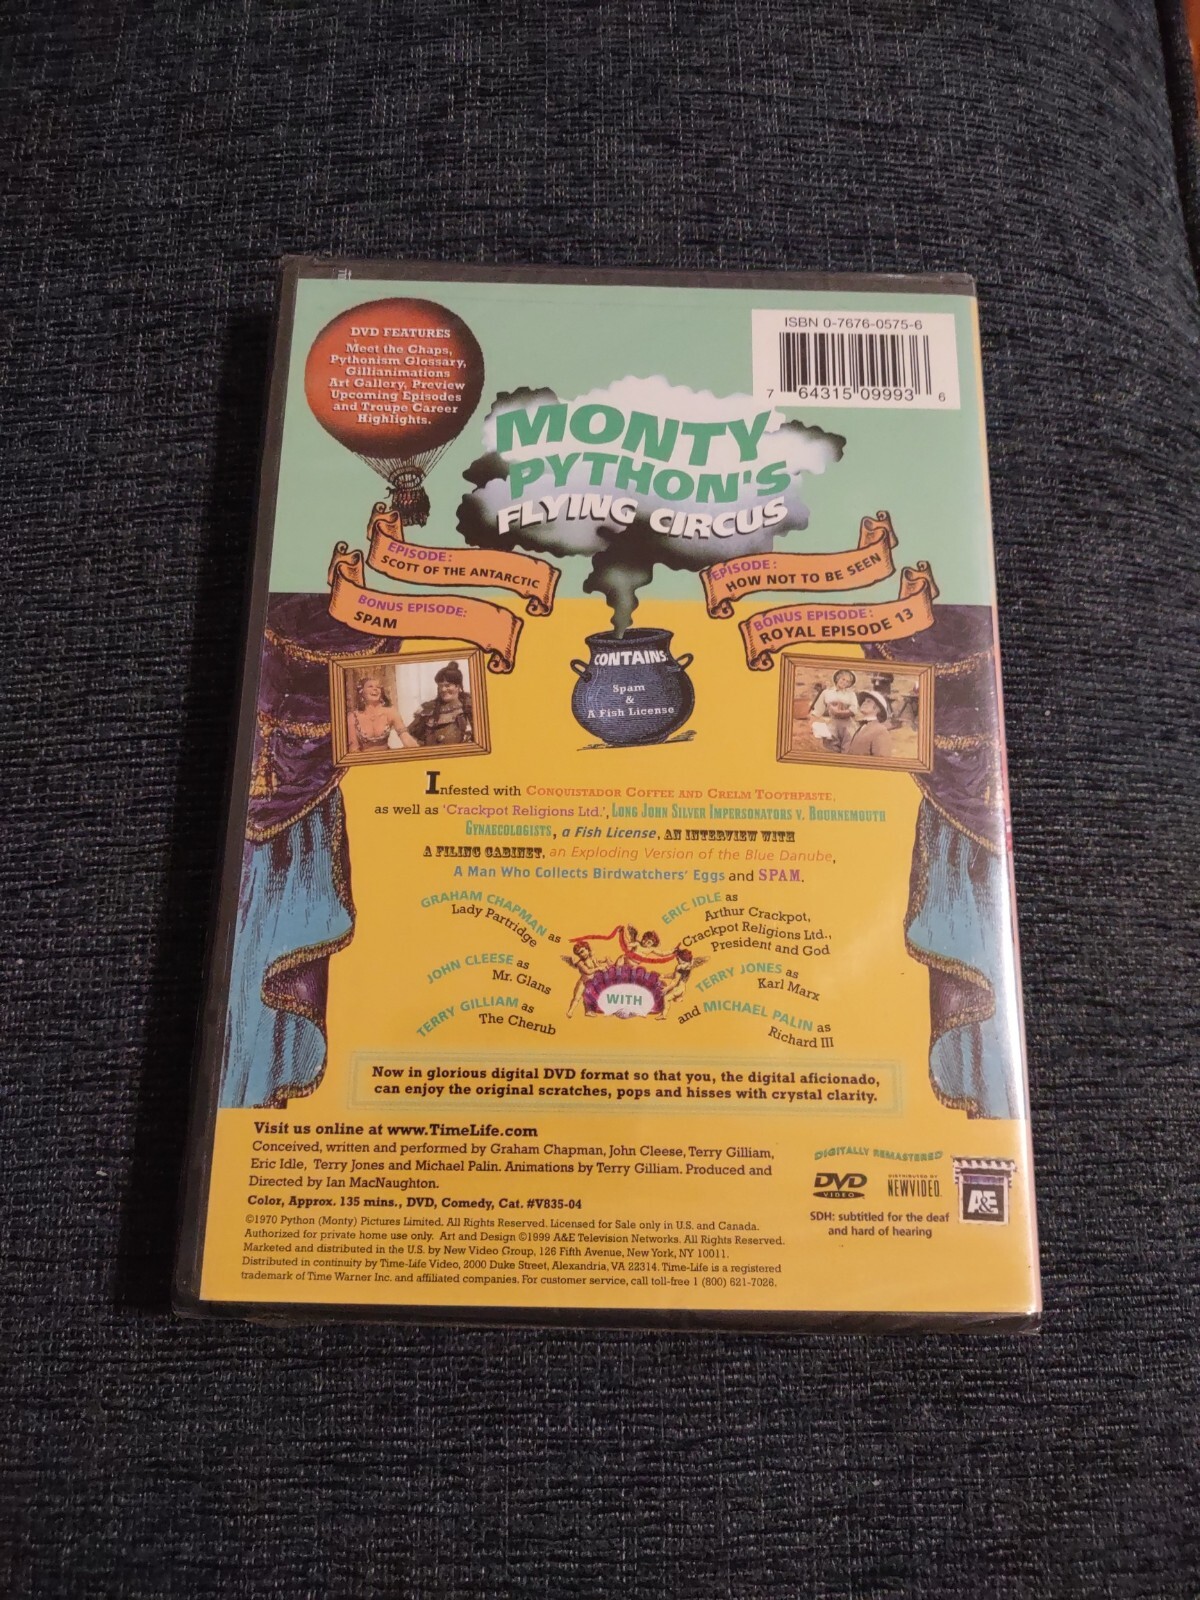 DVD FEATURES
Meet the Chaps,
Pythonism Glossary,
Gillianimations
Art Gallery, Preview
Upcoming Episodes
and Troupe Career
Highlights.
ISBN 0-7676-0575-6
7 64315 09993 6
MONTY
PYTHON'S
FLYING CIRCUS
EPISODE:
SCOTT OF THE ANTARCTIC
BONUS EPISODE:
SPAM
EPISODE:
HOW NOT TO BE SEEN
BONUS EPISODE:
ROYAL EPISODE 13
CONTAINS:
Spam
&
A Fish License
Infested with CONQUISTADOR COFFEE AND CRELM TOOTHPASTE,
as well as 'Crackpot Religions Ltd.', LONG JOHN SILVER IMPERSONATORS V. BOURNEMOUTH
GYNAECOLOGISTS, a Fish License, AN INTERVIEW WITH
A FILING CABINET, an Exploding Version of the Blue Danube,
A Man Who Collects Birdwatchers' Eggs and SPAM.
GRAHAM CHAPMAN as
Lady Partridge
JOHN CLEESE as
Mr. Glans
TERRY GILLIAM as
The Cherub
WITH
ERIC IDLE as
Arthur Crackpot,
Crackpot Religions Ltd.,
President and God
TERRY JONES as
Karl Marx
and MICHAEL PALIN as
Richard III
Now in glorious digital DVD format so that you, the digital aficionado,
can enjoy the original scratches, pops and hisses with crystal clarity.
Visit us online at www.TimeLife.com
Conceived, written and performed by Graham Chapman, John Cleese, Terry Gilliam,
Eric Idle, Terry Jones and Michael Palin. Animations by Terry Gilliam. Produced and
Directed by Ian MacNaughton.
Color, Approx. 135 mins., DVD, Comedy, Cat. #V835-04
©1970 Python (Monty) Pictures Limited. All Rights Reserved. Licensed for Sale only in U.S. and Canada.
Authorized for private home use only. Art and Design ©1999 A&E Television Networks. All Rights Reserved.
Marketed and distributed in the U.S. by New Video Group, 126 Fifth Avenue, New York, NY 10011.
Distributed in continuity by Time-Life Video, 2000 Duke Street, Alexandria, VA 22314. Time-Life is a registered
trademark of Time Warner Inc. and affiliated companies. For customer service, call toll-free 1 (800) 621-7026.
DIGITALLY REMASTERED
DVD
VIDEO
DISTRIBUTED BY
NEWVIDEO
A&E
SDH: subtitled for the deaf
and hard of hearing